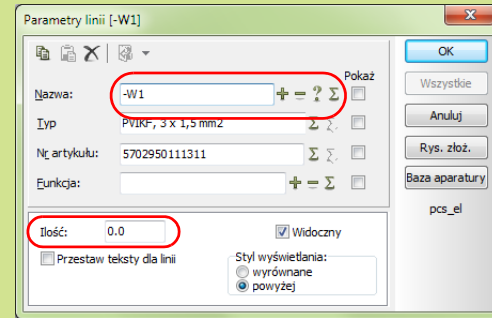 Parametry linii [-W1]
Pokaż
Nazwa: -W1
Typ PVIKF, 3 x 1,5 mm2
Nr artykułu: 5702950111311
Funkcja:
Ilość: 0.0
Widoczny
Przestaw teksty dla linii
Styl wyświetlania:
wyrównane
powyżej
OK
Wszystkie
Anuluj
Rys. złoż.
Baza aparatury
pcs_el